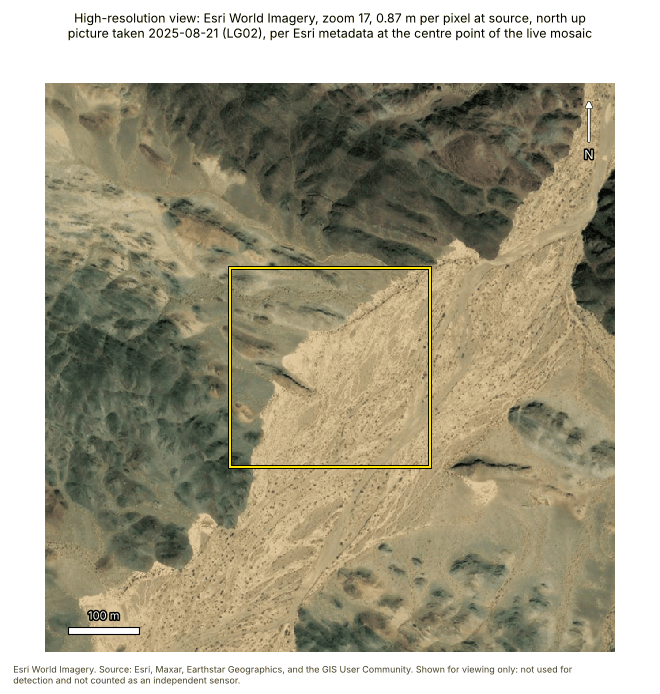 High-resolution view: Esri World Imagery, zoom 17, 0.87 m per pixel at source, north up
picture taken 2025-08-21 (LG02), per Esri metadata at the centre point of the live mosaic
N
100 m
Esri World Imagery. Source: Esri, Maxar, Earthstar Geographics, and the GIS User Community. Shown for viewing only: not used for
detection and not counted as an independent sensor.